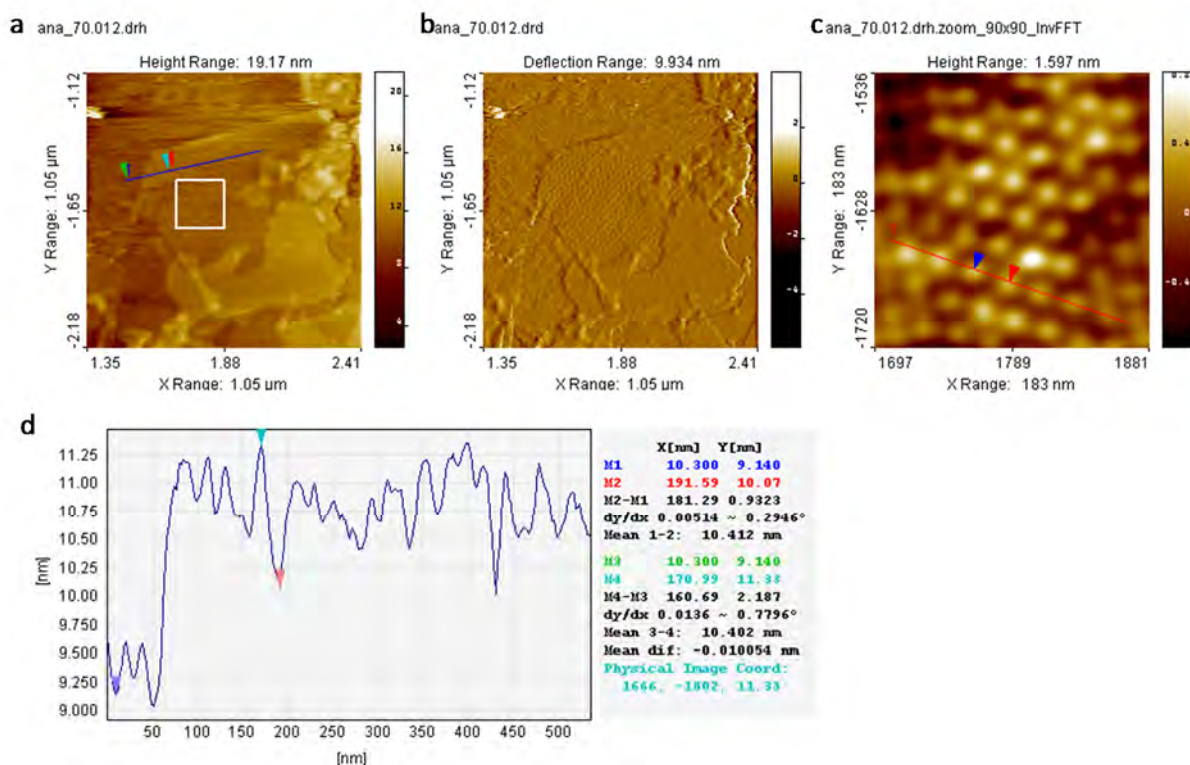 a ana_70.012.drh
Height Range: 19.17 nm
Y Range: 1.05 µm
-1.12
-1.65
-2.18
20
16
12
8
4
1.35 1.88 2.41
X Range: 1.05 µm
b ana_70.012.drd
Deflection Range: 9.934 nm
Y Range: 1.05 µm
-1.12
-1.65
-2.18
2
0
-2
-4
1.35 1.88 2.41
X Range: 1.05 µm
c ana_70.012.drh.zoom_90x90_InvFFT
Height Range: 1.597 nm
Y Range: 183 nm
-1536
-1628
-1720
1697 1799 1881
X Range: 183 nm
d
[nm]
11.25
11.00
10.75
10.50
10.25
10.00
9.750
9.500
9.250
9.000
50 100 150 200 250 300 350 400 450 500
[nm]
X[nm] Y[nm]
M1 10.300 9.140
M2 191.59 10.07
M2-M1 181.29 0.9323
dy/dx 0.00514 ~ 0.2946°
Mean 1-2: 10.412 nm
M3 10.300 9.140
M4 170.99 11.33
M4-M3 160.69 2.187
dy/dx 0.0136 ~ 0.7796°
Mean 3-4: 10.402 nm
Mean dif: -0.010054 nm
Physical Image Coord:
1666, -1802, 11.33